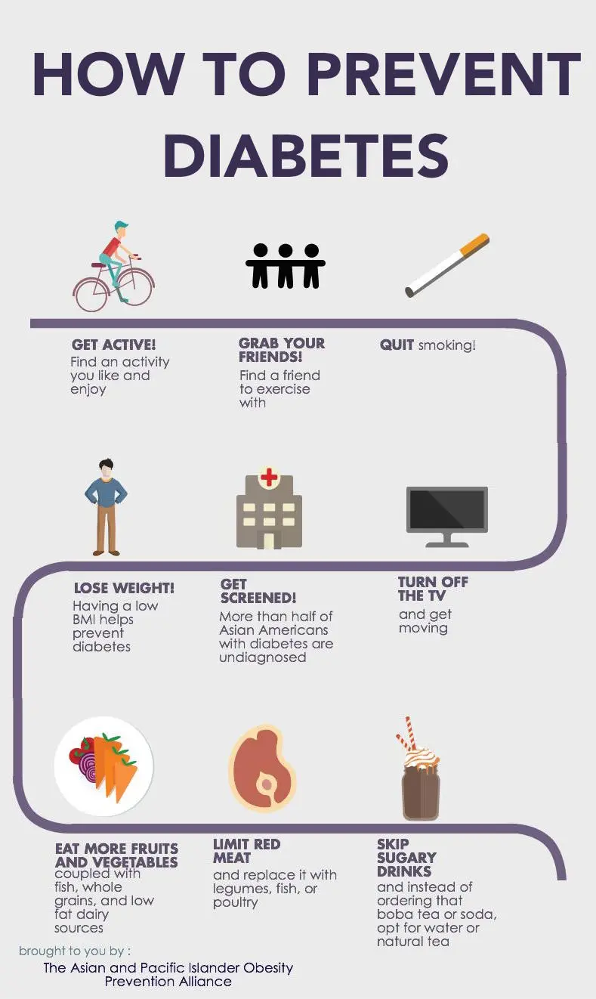 HOW TO PREVENT
DIABETES
GET ACTIVE!
Find an activity
you like and
enjoy
GRAB YOUR
FRIENDS!
Find a friend
to exercise
with
QUIT smoking!
LOSE WEIGHT!
Having a low
BMI helps
prevent
diabetes
GET
SCREENED!
More than half of
Asian Americans
with diabetes are
undiagnosed
TURN OFF
THE TV
and get
moving
EAT MORE FRUITS
AND VEGETABLES
coupled with
fish, whole
grains, and low
fat dairy
sources
LIMIT RED
MEAT
and replace it with
legumes, fish, or
poultry
SKIP
SUGARY
DRINKS
and instead of
ordering that
boba tea or soda,
opt for water or
natural tea
brought to you by :
The Asian and Pacific Islander Obesity
Prevention Alliance